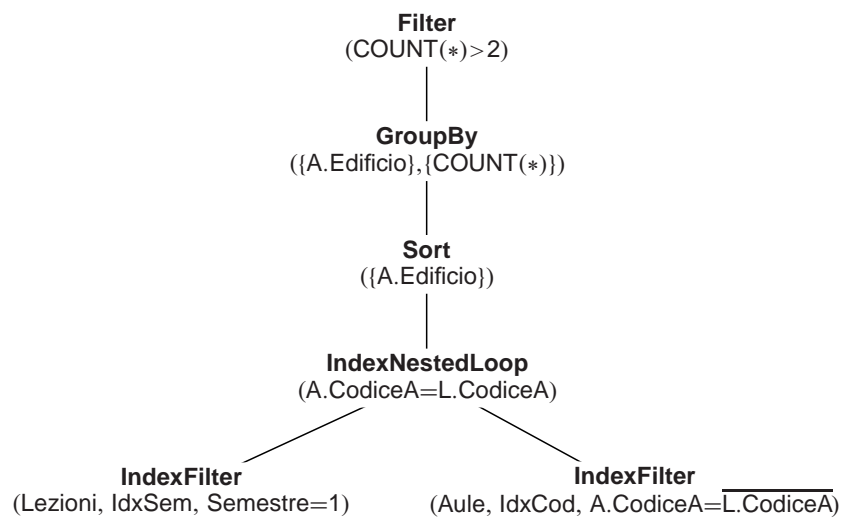 Filter
(COUNT(∗)>2)
GroupBy
({A.Edificio},{COUNT(∗)})
Sort
({A.Edificio})
IndexNestedLoop
(A.CodiceA=L.CodiceA)
IndexFilter
(Lezioni, IdxSem, Semestre=1)
IndexFilter
(Aule, IdxCod, A.CodiceA=L.CodiceA)